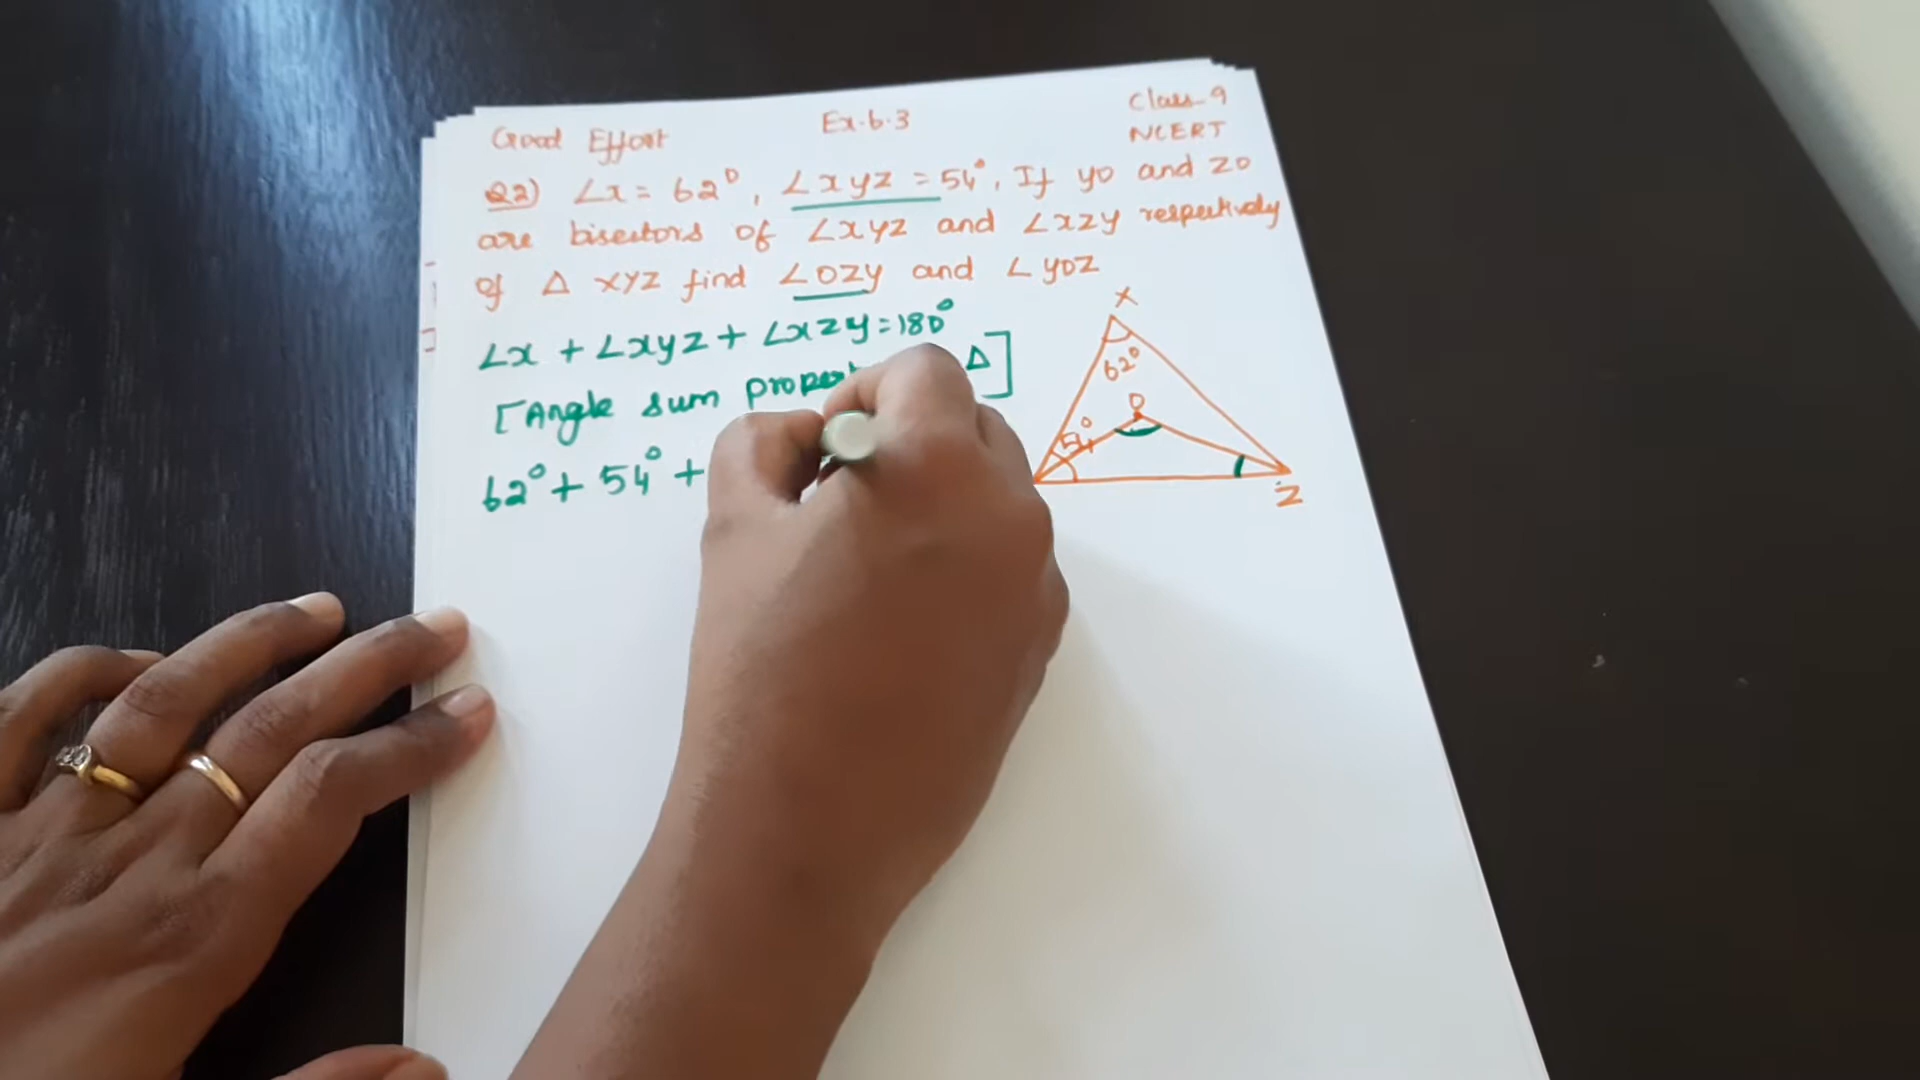 Good Effort Ex.6.3 Class-9
NCERT
Q2) ∠x = 62°, ∠xyz = 54°, If yo and zo
are bisectors of ∠xyz and ∠xzy respectively
of Δ XYZ find ∠OZy and ∠yOZ
∠x + ∠xyz + ∠xzy = 180°
[Angle sum Δ]
62° + 54° +
X
62°
O
54°
Z